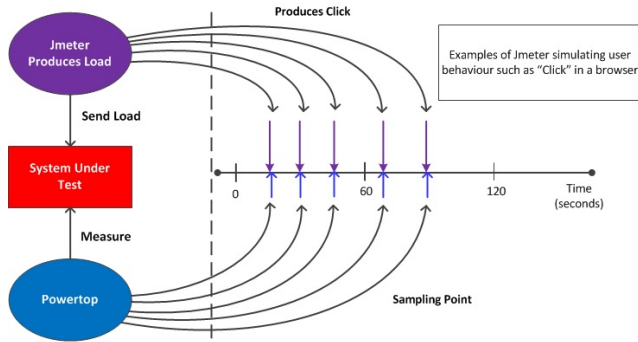 Produces Click
Jmeter
Produces Load
Examples of Jmeter simulating user
behaviour such as “Click” in a browser
Send Load
System Under
Test
0
60
120
Time
(seconds)
Measure
Powertop
Sampling Point